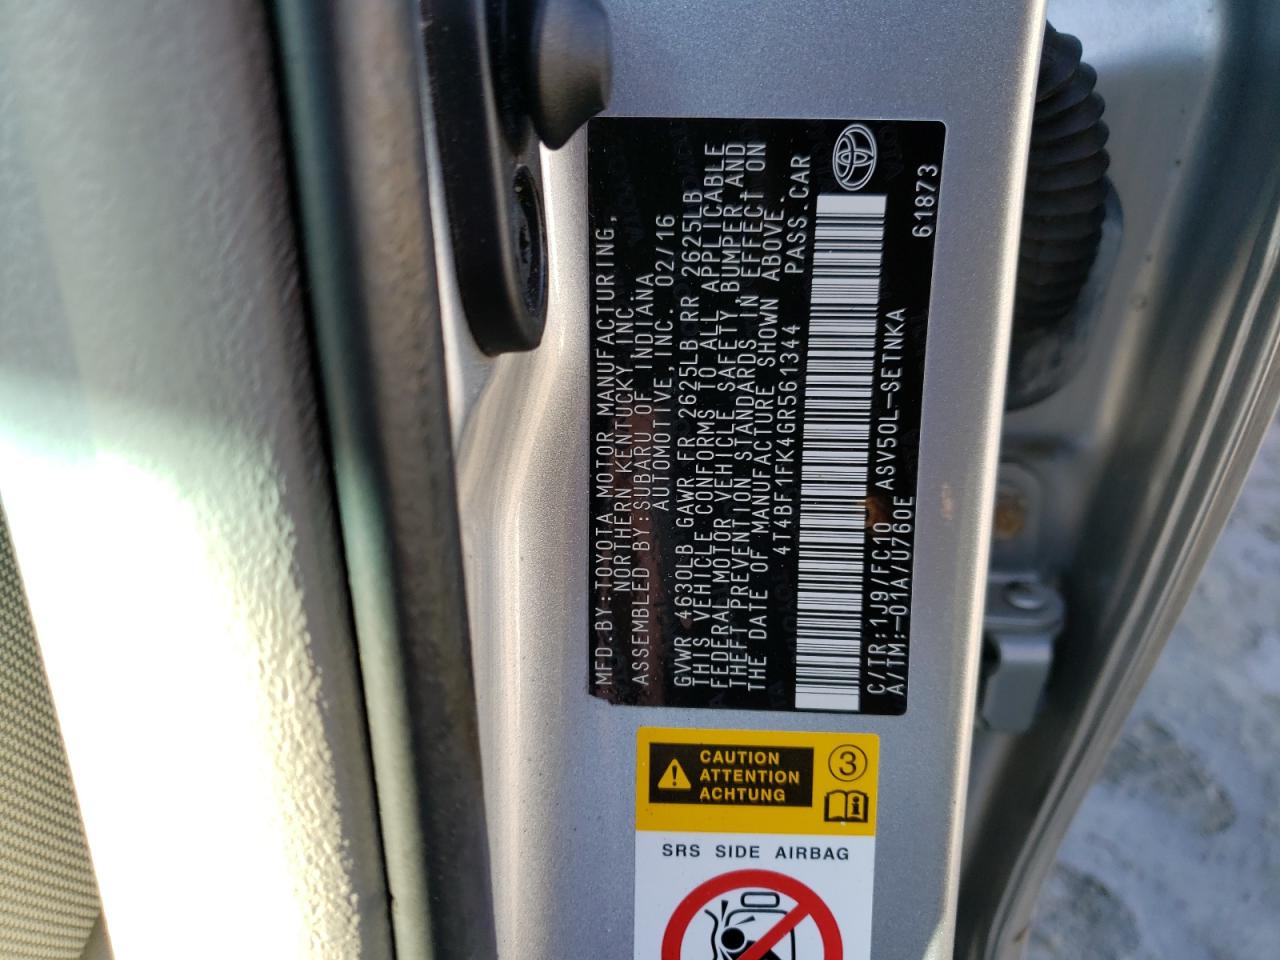 MFD.BY:TOYOTA MOTOR MANUFACTURING,
NORTHERN KENTUCKY, INC.
ASSEMBLED BY:SUBARU OF INDIANA
AUTOMOTIVE,INC. 02/16
GVWR 4630LB GAWR FR 2625LB RR 2625LB
THIS VEHICLE CONFORMS TO ALL APPLICABLE
FEDERAL MOTOR VEHICLE SAFETY, BUMPER, AND
THEFT PREVENTION STANDARDS IN EFFECT ON
THE DATE OF MANUFACTURE SHOWN ABOVE.
4T4BF1FK4GR561344 PASS.CAR
C/TR:1J9/FC10 ASV50L-SETNKA
A/TM:-01A/U760E
61873
CAUTION
ATTENTION
ACHTUNG
3
SRS SIDE AIRBAG